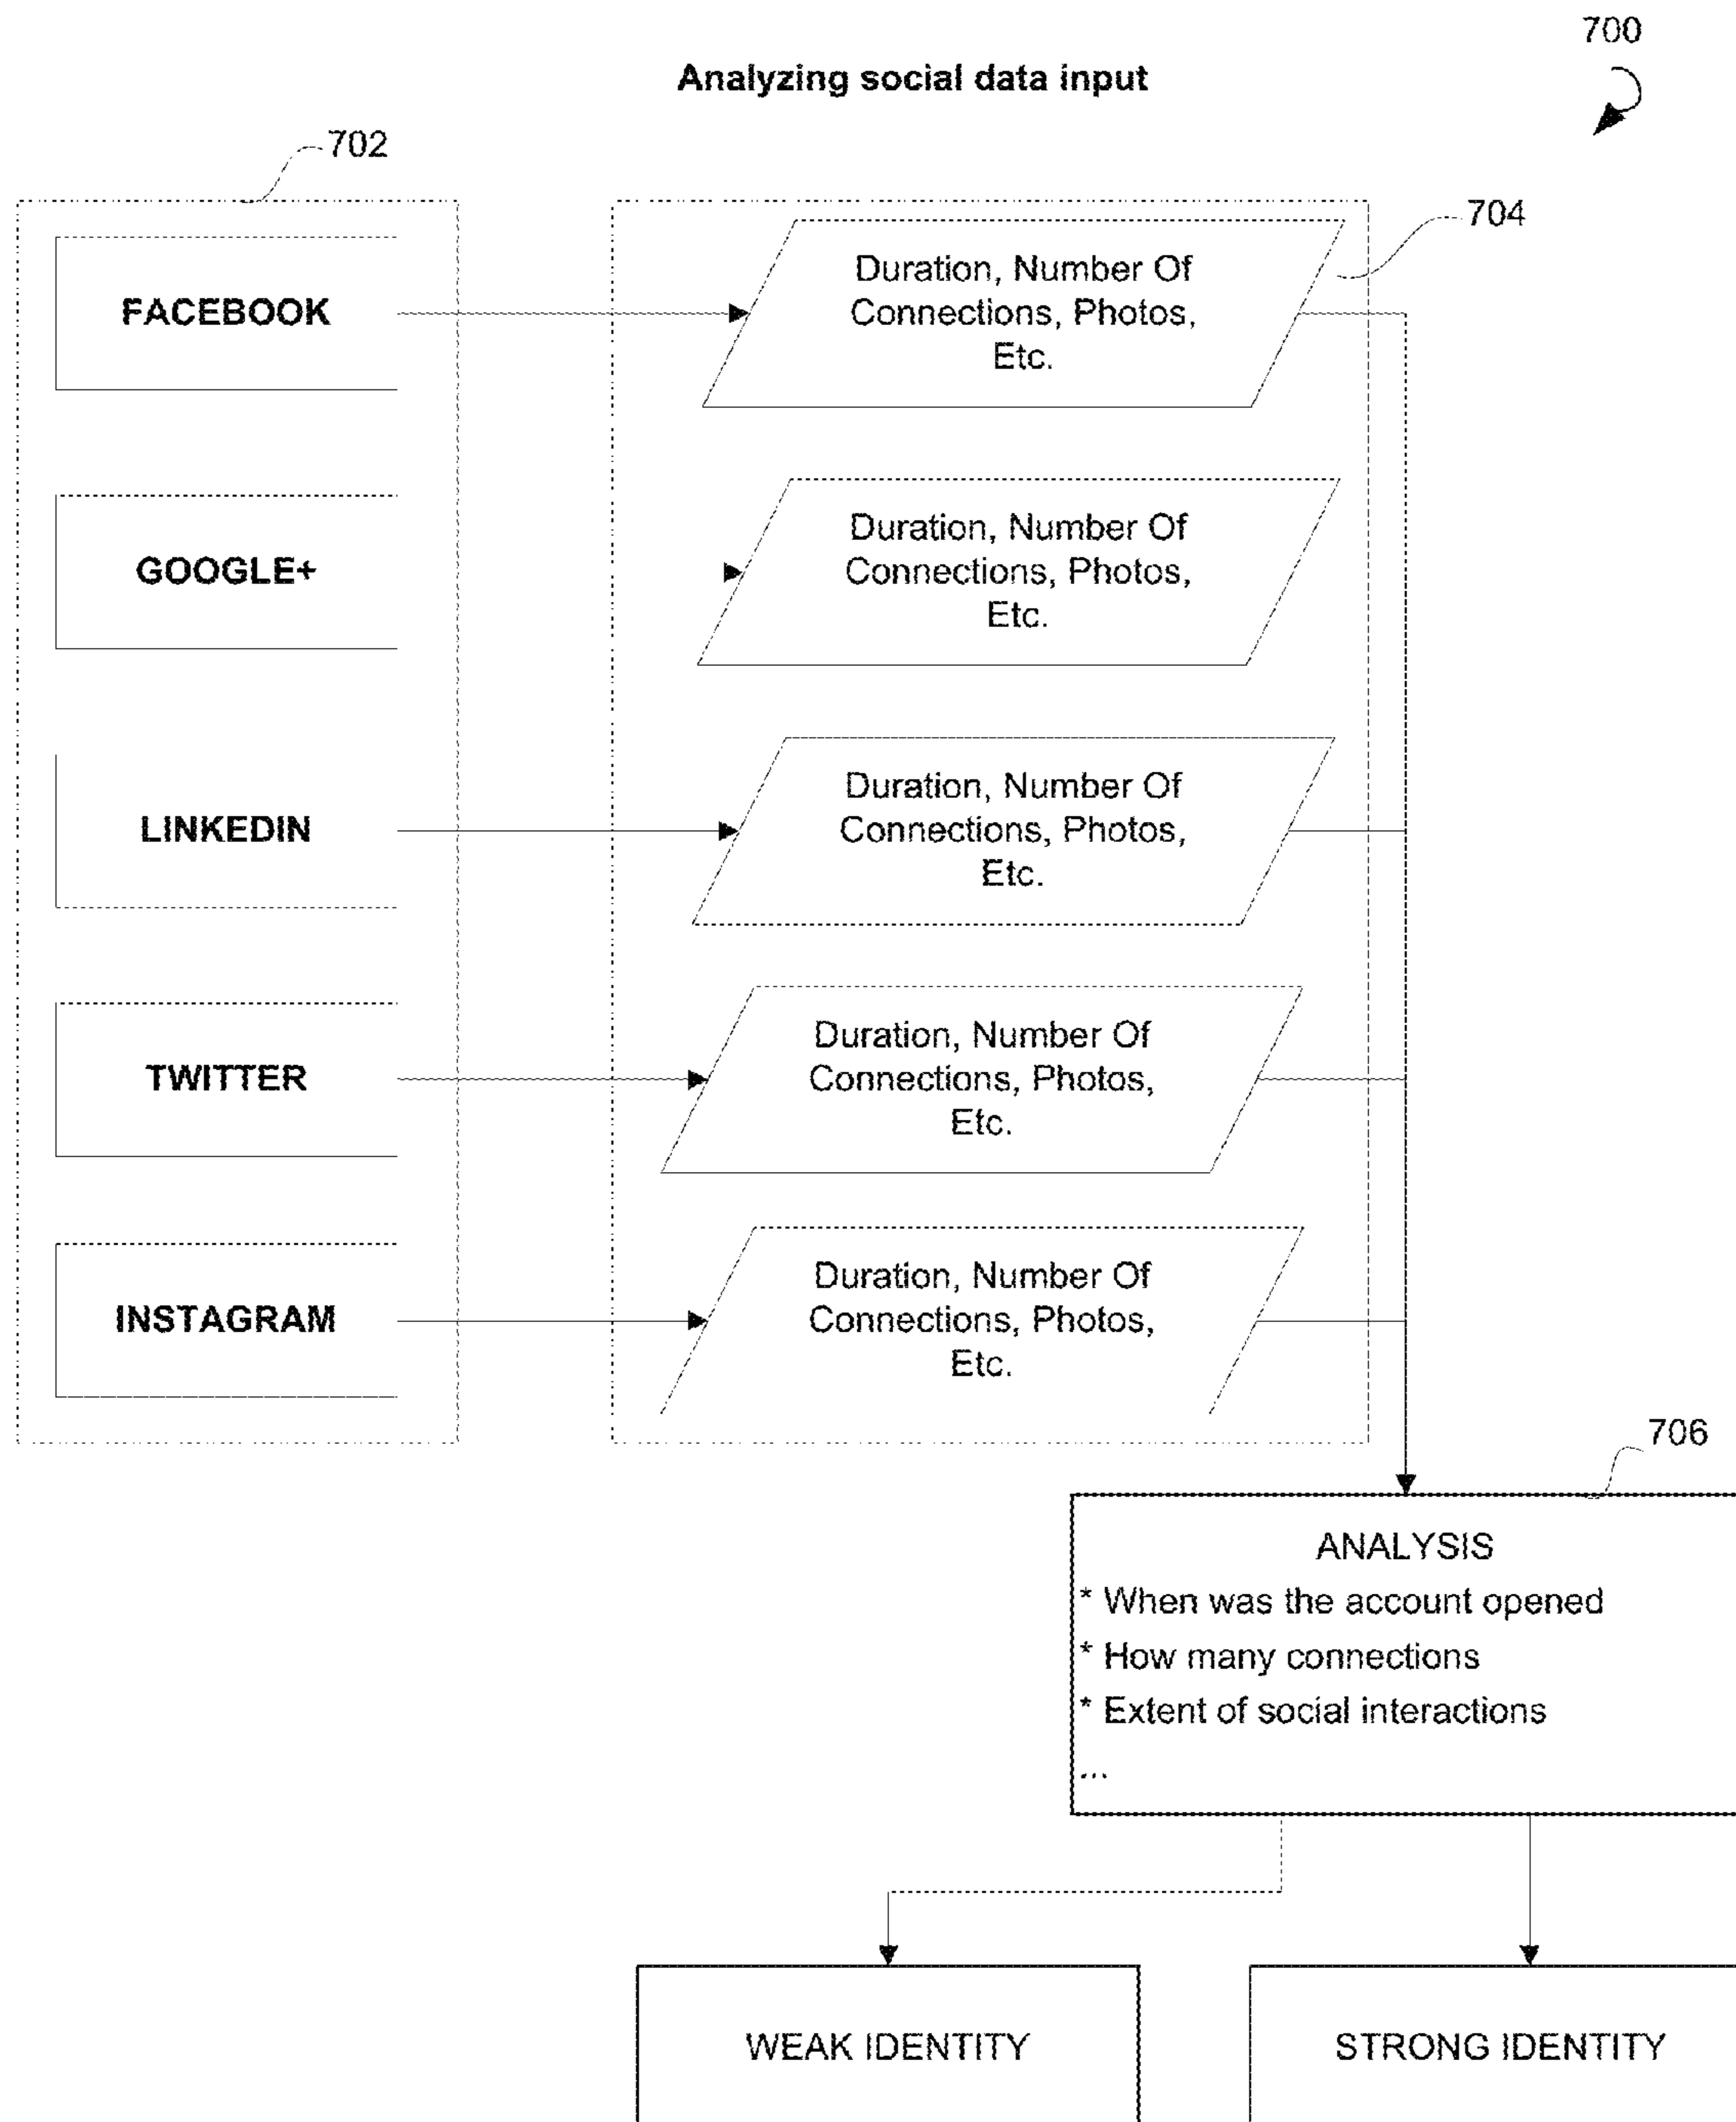 700
Analyzing social data input
702
704
FACEBOOK
Duration, Number Of
Connections, Photos,
Etc.
GOOGLE+
Duration, Number Of
Connections, Photos,
Etc.
LINKEDIN
Duration, Number Of
Connections, Photos,
Etc.
TWITTER
Duration, Number Of
Connections, Photos,
Etc.
INSTAGRAM
Duration, Number Of
Connections, Photos,
Etc.
706
ANALYSIS
* When was the account opened
* How many connections
* Extent of social interactions
...
WEAK IDENTITY
STRONG IDENTITY